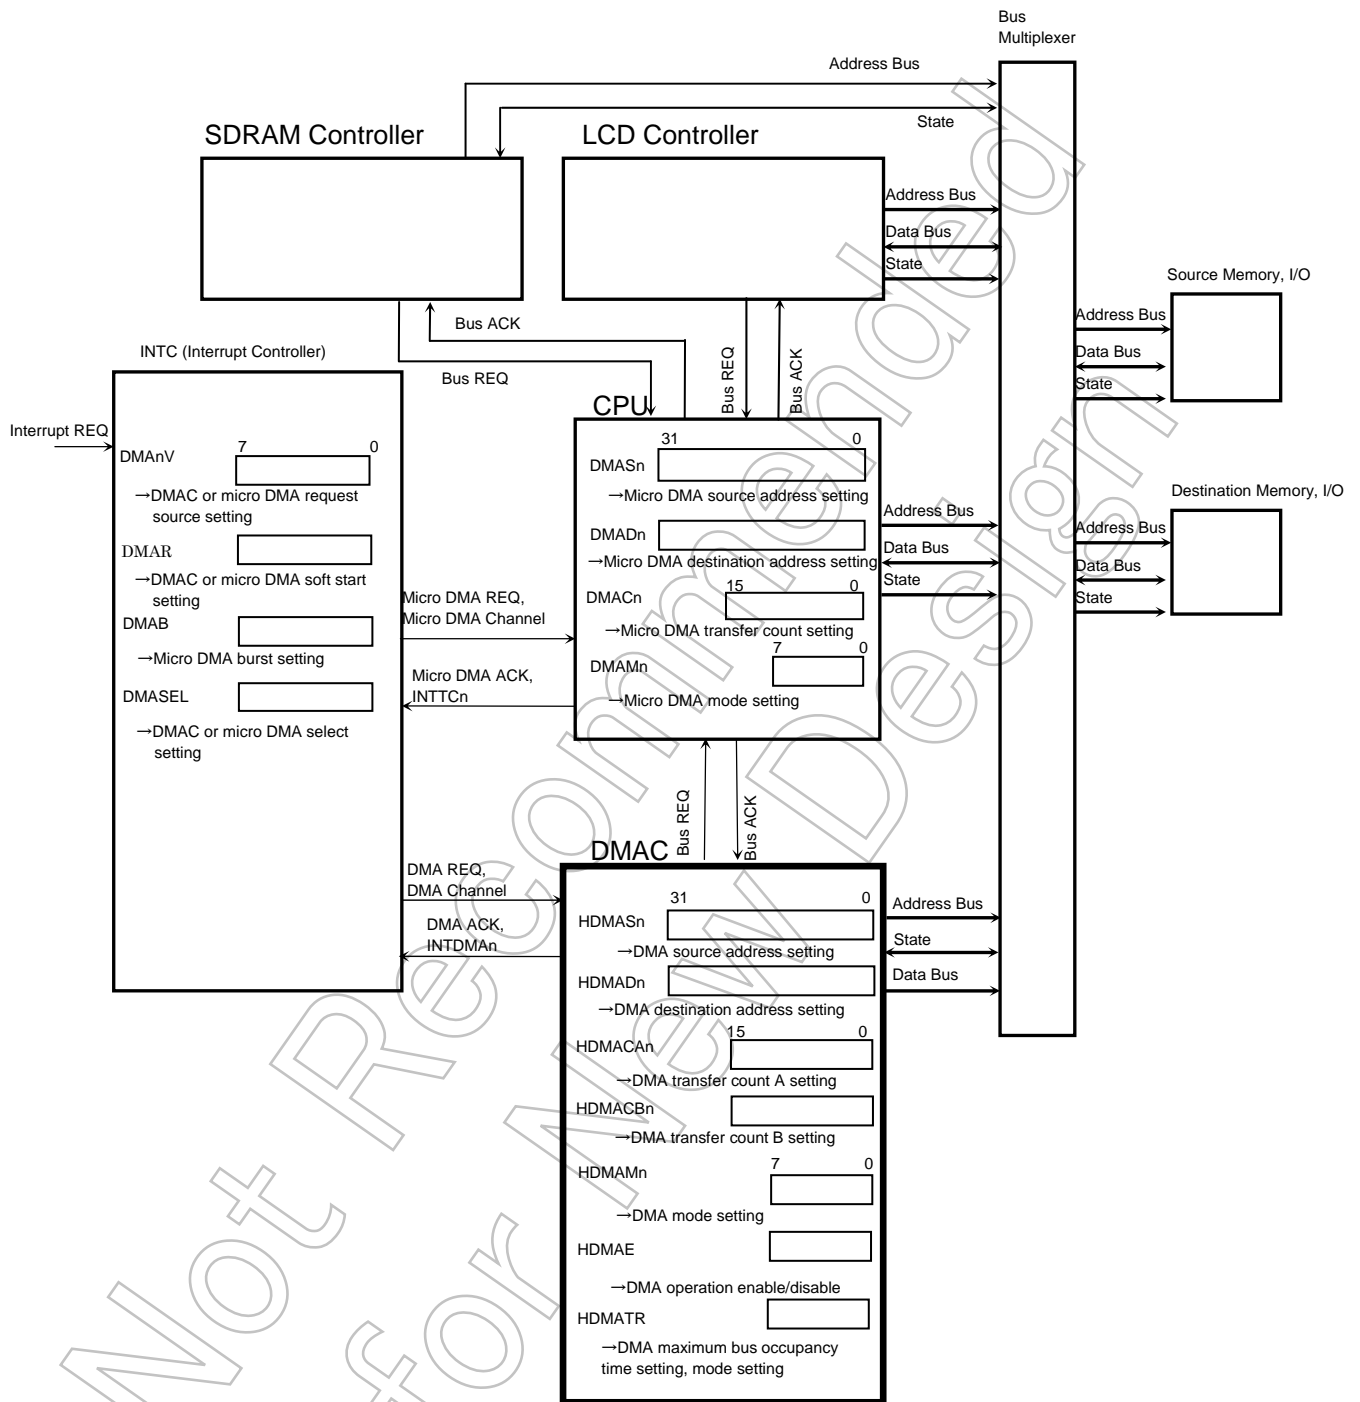 Bus
Multiplexer
Address Bus
State
SDRAM Controller
LCD Controller
Address Bus
Data Bus
State
Source Memory, I/O
Address Bus
Data Bus
State
Bus ACK
Bus REQ
Bus REQ
Bus ACK
INTC (Interrupt Controller)
Interrupt REQ
DMAnV
7 0
→DMAC or micro DMA request
source setting
DMAR
→DMAC or micro DMA soft start
setting
DMAB
→Micro DMA burst setting
DMASEL
→DMAC or micro DMA select
setting
Micro DMA REQ,
Micro DMA Channel
Micro DMA ACK,
INTTCn
CPU
31 0
DMASn
→Micro DMA source address setting
DMADn
→Micro DMA destination address setting
DMACn
15 0
→Micro DMA transfer count setting
DMAMn
7 0
→Micro DMA mode setting
Address Bus
Data Bus
State
Destination Memory, I/O
Address Bus
Data Bus
State
Bus REQ
Bus ACK
DMAC
DMA REQ,
DMA Channel
DMA ACK,
INTDMAn
31 0
HDMASn
→DMA source address setting
HDMADn
→DMA destination address setting
15 0
HDMACAn
→DMA transfer count A setting
HDMACBn
→DMA transfer count B setting
7 0
HDMAMn
→DMA mode setting
HDMAE
→DMA operation enable/disable
HDMATR
→DMA maximum bus occupancy
time setting, mode setting
Address Bus
State
Data Bus
Not Recommended
for New Design